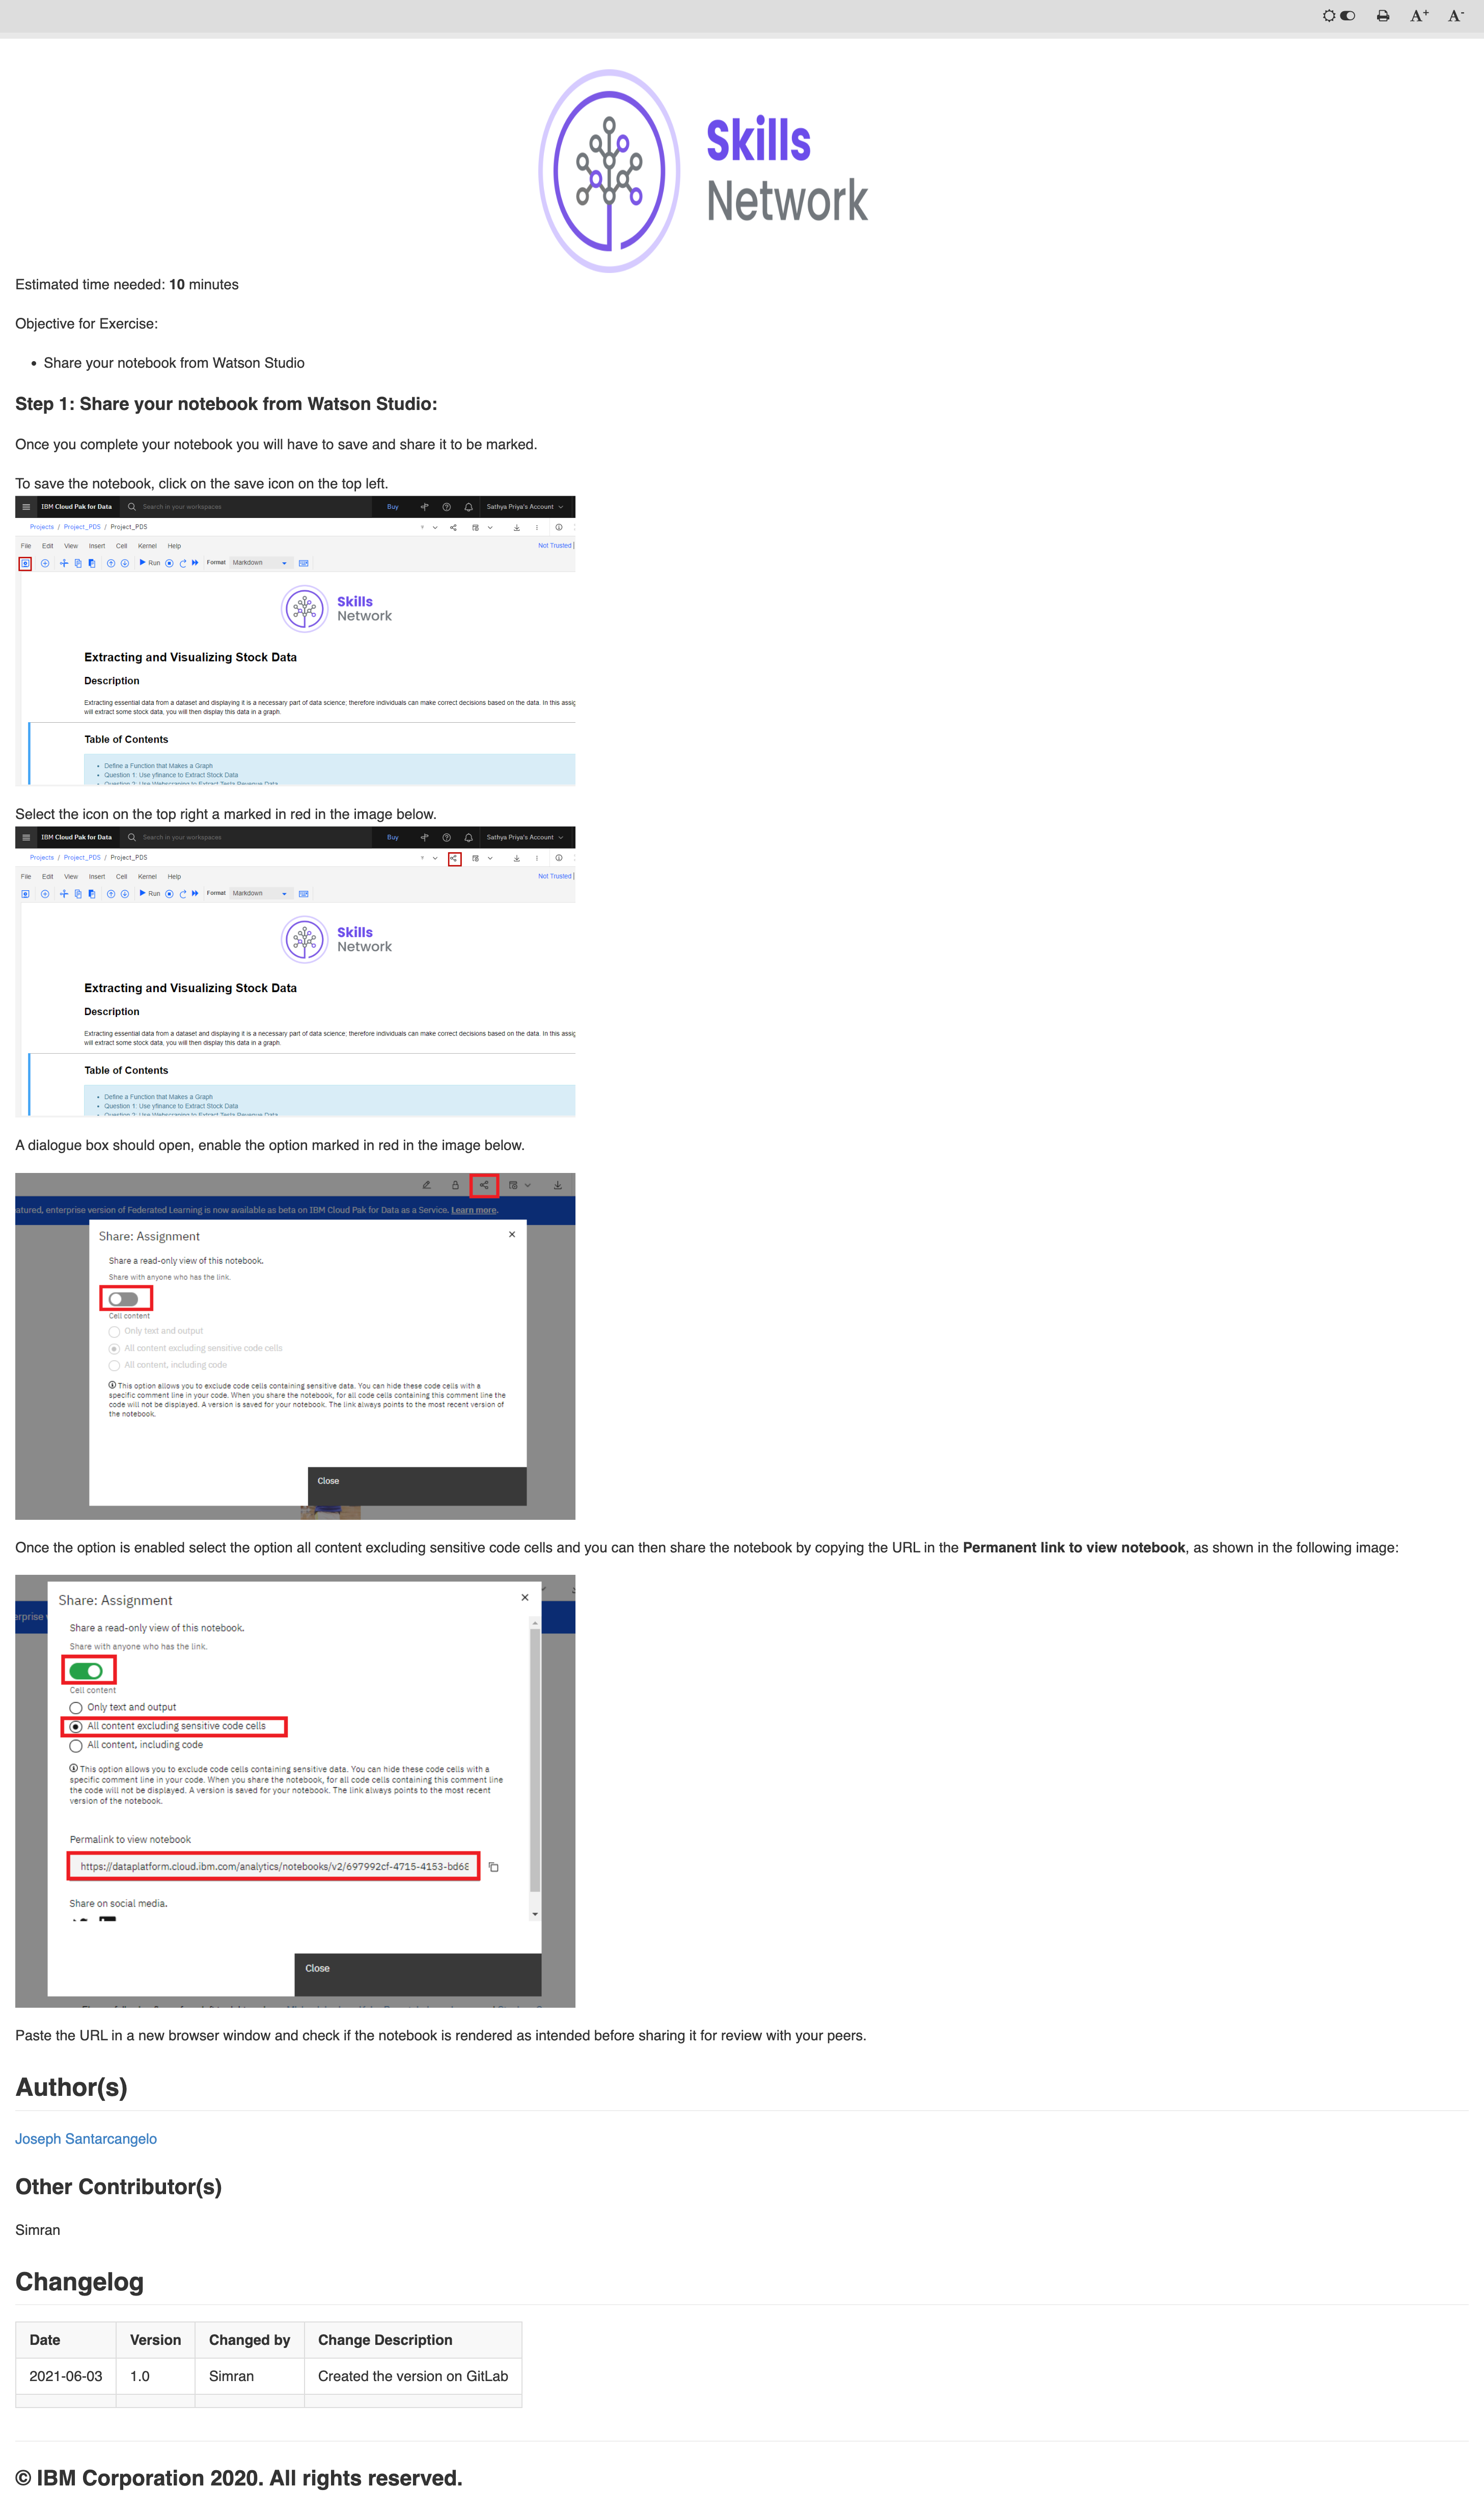 A+ A-
Skills
Network
Estimated time needed: 10 minutes
Objective for Exercise:
• Share your notebook from Watson Studio
Step 1: Share your notebook from Watson Studio:
Once you complete your notebook you will have to save and share it to be marked.
To save the notebook, click on the save icon on the top left.
IBM Cloud Pak for Data Search in your workspaces Buy Sathya Priya's Account
Projects / Project_PDS / Project_PDS
File Edit View Insert Cell Kernel Help Not Trusted
Run Format Markdown
Skills
Network
Extracting and Visualizing Stock Data
Description
Extracting essential data from a dataset and displaying it is a necessary part of data science; therefore individuals can make correct decisions based on the data. In this assig
will extract some stock data, you will then display this data in a graph.
Table of Contents
• Define a Function that Makes a Graph
• Question 1: Use yfinance to Extract Stock Data
• Question 2: Use Webscraping to Extract Tesla Revenue Data
Select the icon on the top right a marked in red in the image below.
IBM Cloud Pak for Data Search in your workspaces Buy Sathya Priya's Account
Projects / Project_PDS / Project_PDS
File Edit View Insert Cell Kernel Help Not Trusted
Run Format Markdown
Skills
Network
Extracting and Visualizing Stock Data
Description
Extracting essential data from a dataset and displaying it is a necessary part of data science; therefore individuals can make correct decisions based on the data. In this assig
will extract some stock data, you will then display this data in a graph.
Table of Contents
• Define a Function that Makes a Graph
• Question 1: Use yfinance to Extract Stock Data
• Question 2: Use Webscraping to Extract Tesla Revenue Data
A dialogue box should open, enable the option marked in red in the image below.
atured, enterprise version of Federated Learning is now available as beta on IBM Cloud Pak for Data as a Service. Learn more.
Share: Assignment
Share a read-only view of this notebook.
Share with anyone who has the link.
Cell content
Only text and output
All content excluding sensitive code cells
All content, including code
This option allows you to exclude code cells containing sensitive data. You can hide these code cells with a
specific comment line in your code. When you share the notebook, for all code cells containing this comment line the
code will not be displayed. A version is saved for your notebook. The link always points to the most recent version of
the notebook.
Close
Once the option is enabled select the option all content excluding sensitive code cells and you can then share the notebook by copying the URL in the Permanent link to view notebook, as shown in the following image:
Share: Assignment
erprise
Share a read-only view of this notebook.
Share with anyone who has the link.
Cell content
Only text and output
All content excluding sensitive code cells
All content, including code
This option allows you to exclude code cells containing sensitive data. You can hide these code cells with a
specific comment line in your code. When you share the notebook, for all code cells containing this comment line
the code will not be displayed. A version is saved for your notebook. The link always points to the most recent
version of the notebook.
Permalink to view notebook
https://dataplatform.cloud.ibm.com/analytics/notebooks/v2/697992cf-4715-4153-bd68
Share on social media.
Close
Paste the URL in a new browser window and check if the notebook is rendered as intended before sharing it for review with your peers.
Author(s)
Joseph Santarcangelo
Other Contributor(s)
Simran
Changelog
Date Version Changed by Change Description
2021-06-03 1.0 Simran Created the version on GitLab
© IBM Corporation 2020. All rights reserved.